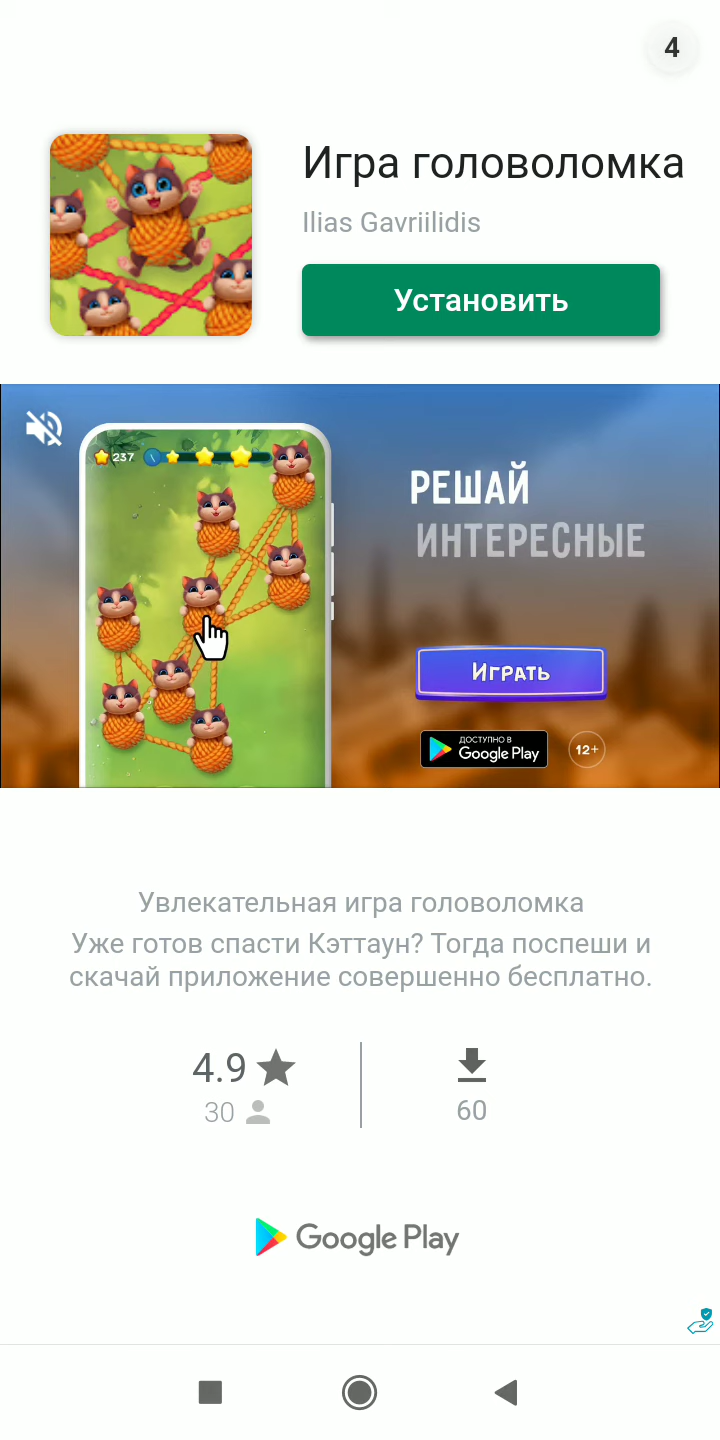 4
Игра головоломка
Ilias Gavriilidis
Установить
237
РЕШАЙ
ИНТЕРЕСНЫЕ
Играть
ДОСТУПНО В
Google Play
12+
Увлекательная игра головоломка
Уже готов спасти Кэттаун? Тогда поспеши и
скачай приложение совершенно бесплатно.
4.9
30
60
Google Play